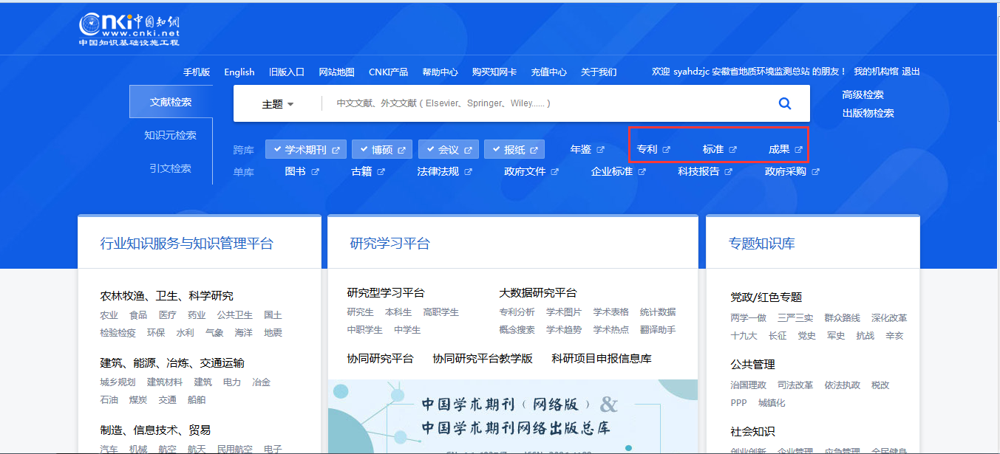 cnki 中国知网
www.cnki.net
中国知识基础设施工程
手机版 English 旧版入口 网站地图 CNKI产品 帮助中心 购买知网卡 充值中心 关于我们 欢迎 syahdzjc 安徽省地质环境监测总站 的朋友！ 我的机构馆 退出
文献检索 主题 中文文献、外文文献（Elsevier、Springer、Wiley......） 高级检索
出版物检索
知识元检索
引文检索
跨库 学术期刊 博硕 会议 报纸 年鉴 专利 标准 成果
单库 图书 古籍 法律法规 政府文件 企业标准 科技报告 政府采购
行业知识服务与知识管理平台
农林牧渔、卫生、科学研究
农业 食品 医疗 药业 公共卫生 国土
检验检疫 环保 水利 气象 海洋 地震
建筑、能源、冶炼、交通运输
城乡规划 建筑材料 建筑 电力 冶金
石油 煤炭 交通 船舶
制造、信息技术、贸易
汽车 机械 航空 航天 民用航空 电子
研究学习平台
研究型学习平台 大数据研究平台
研究生 本科生 高职学生 专利分析 学术图片 学术表格 统计数据
中职学生 中学生 概念搜索 学术趋势 学术热点 翻译助手
协同研究平台 协同研究平台教学版 科研项目申报信息库
中国学术期刊（网络版）&
中国学术期刊网络出版总库
专题知识库
党政/红色专题
两学一做 三严三实 群众路线 深化改革
十九大 长征 党史 军史 抗战 辛亥
公共管理
治国理政 司法改革 依法执政 税改
PPP 城镇化
社会知识
创业创新 企业管理 应急管理 全民健身